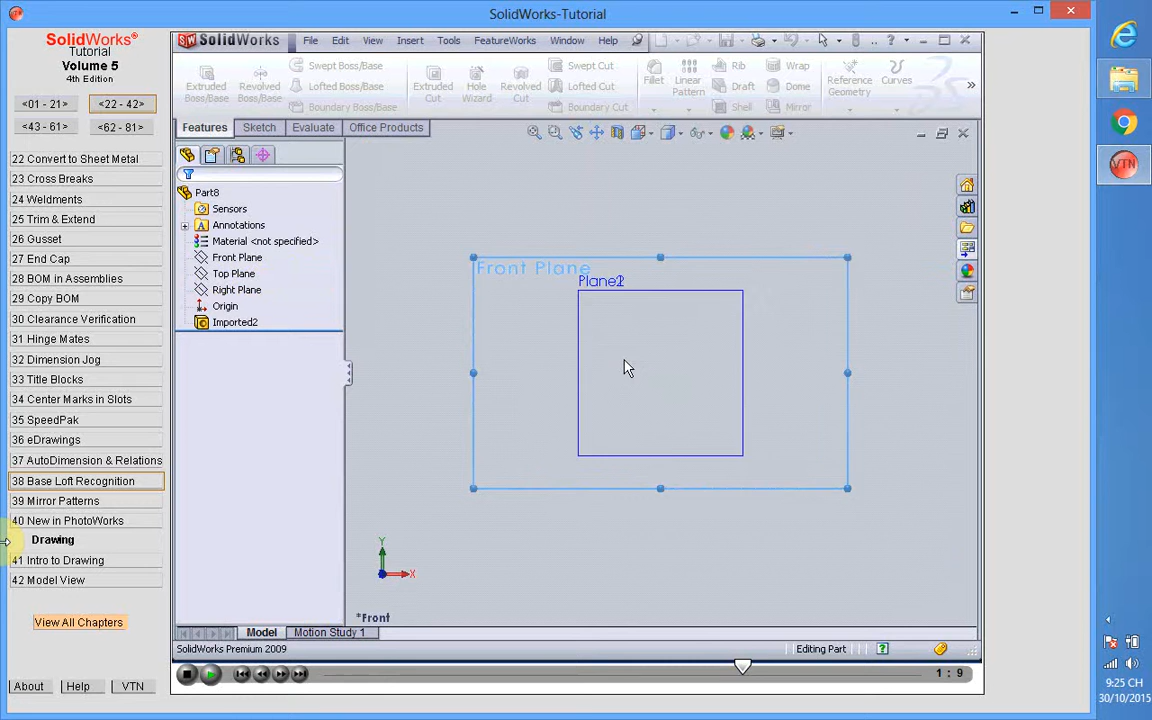 SolidWorks-Tutorial
SolidWorks®
Tutorial
Volume 5
4th Edition
<01 - 21>
<22 - 42>
<43 - 61>
<62 - 81>
22 Convert to Sheet Metal
23 Cross Breaks
24 Weldments
25 Trim & Extend
26 Gusset
27 End Cap
28 BOM in Assemblies
29 Copy BOM
30 Clearance Verification
31 Hinge Mates
32 Dimension Jog
33 Title Blocks
34 Center Marks in Slots
35 SpeedPak
36 eDrawings
37 AutoDimension & Relations
38 Base Loft Recognition
39 Mirror Patterns
40 New in PhotoWorks
Drawing
41 Intro to Drawing
42 Model View
View All Chapters
About
Help
VTN
SolidWorks
File
Edit
View
Insert
Tools
FeatureWorks
Window
Help
Extruded Boss/Base
Revolved Boss/Base
Swept Boss/Base
Lofted Boss/Base
Boundary Boss/Base
Extruded Cut
Hole Wizard
Revolved Cut
Swept Cut
Lofted Cut
Boundary Cut
Fillet
Linear Pattern
Rib
Draft
Shell
Wrap
Dome
Mirror
Reference Geometry
Curves
Features
Sketch
Evaluate
Office Products
Part8
Sensors
Annotations
Material <not specified>
Front Plane
Top Plane
Right Plane
Origin
Imported2
Front Plane
Y
X
*Front
Model
Motion Study 1
SolidWorks Premium 2009
Editing Part
1 : 9
VTN
9:25 CH
30/10/2015